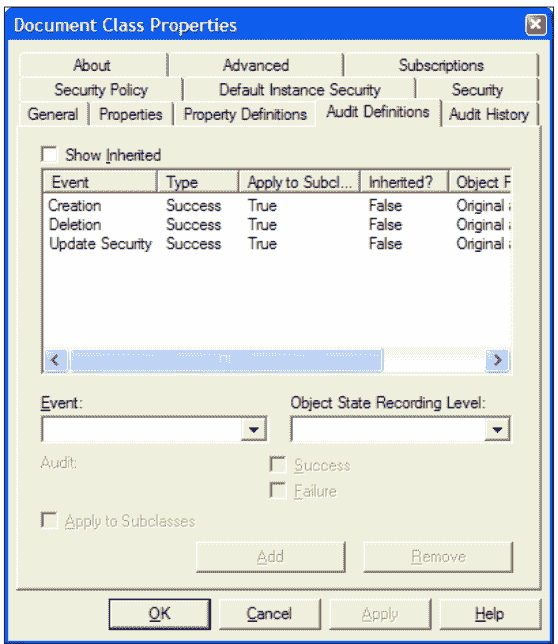 Document Class Properties
About Advanced Subscriptions
Security Policy Default Instance Security Security
General Properties Property Definitions Audit Definitions Audit History
Show Inherited
Event Type Apply to Subcl... Inherited? Object F
Creation Success True False Original a
Deletion Success True False Original a
Update Security Success True False Original a
Event: Object State Recording Level:
Audit: Success
Failure
Apply to Subclasses
Add Remove
OK Cancel Apply Help